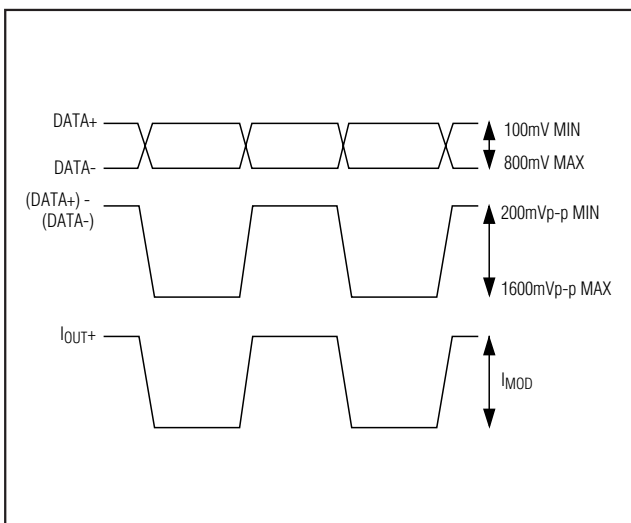 DATA+
100mV MIN
DATA-
800mV MAX
(DATA+) -
(DATA-)
200mVp-p MIN
1600mVp-p MAX
IOUT+
IMOD